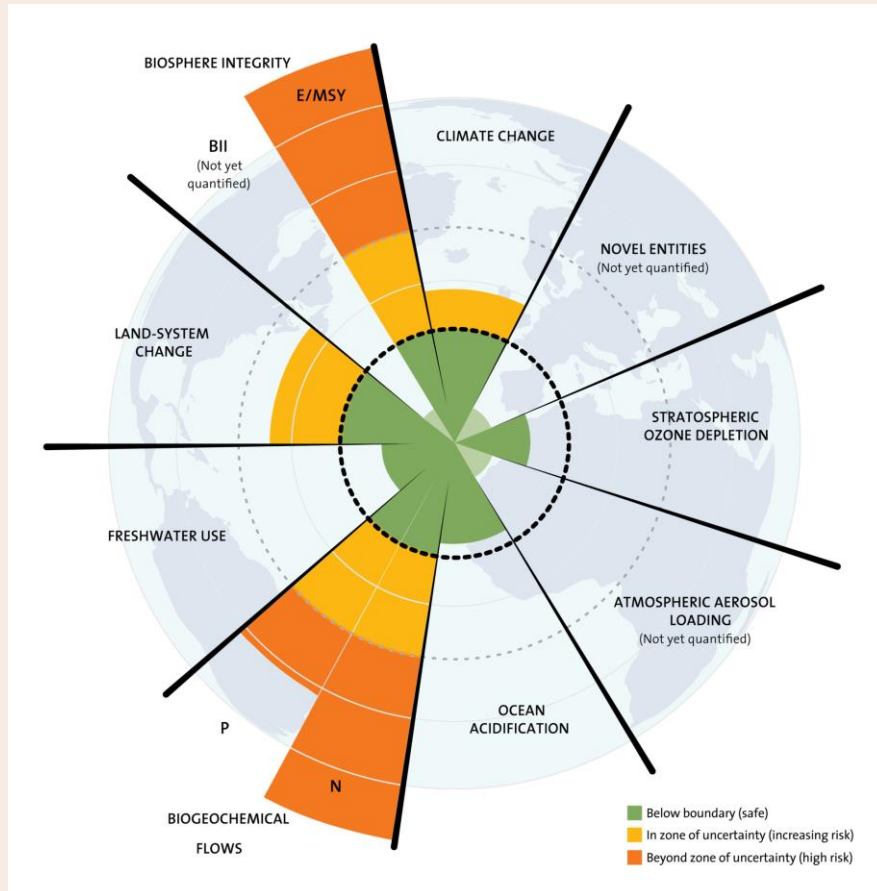 BIOSPHERE INTEGRITY
E/MSY
BII
(Not yet
quantified)
CLIMATE CHANGE
NOVEL ENTITIES
(Not yet quantified)
LAND-SYSTEM
CHANGE
STRATOSPHERIC
OZONE DEPLETION
FRESHWATER USE
ATMOSPHERIC AEROSOL
LOADING
(Not yet quantified)
OCEAN
ACIDIFICATION
P
N
BIOGEOCHEMICAL
FLOWS
Below boundary (safe)
In zone of uncertainty (increasing risk)
Beyond zone of uncertainty (high risk)